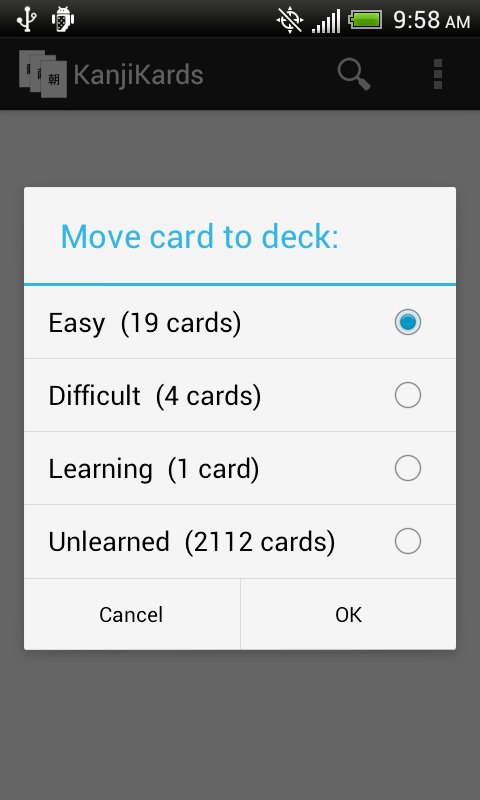 9:58 AM
朝
KanjiKards
Move card to deck:
Easy (19 cards)
Difficult (4 cards)
Learning (1 card)
Unlearned (2112 cards)
Cancel
OK